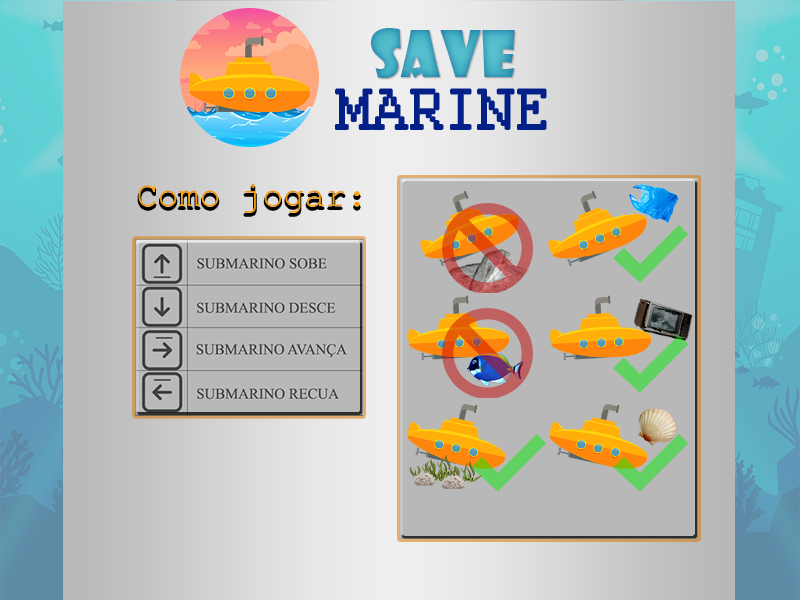 SAVE
MARINE
Como jogar:
SUBMARINO SOBE
SUBMARINO DESCE
SUBMARINO AVANÇA
SUBMARINO RECUA